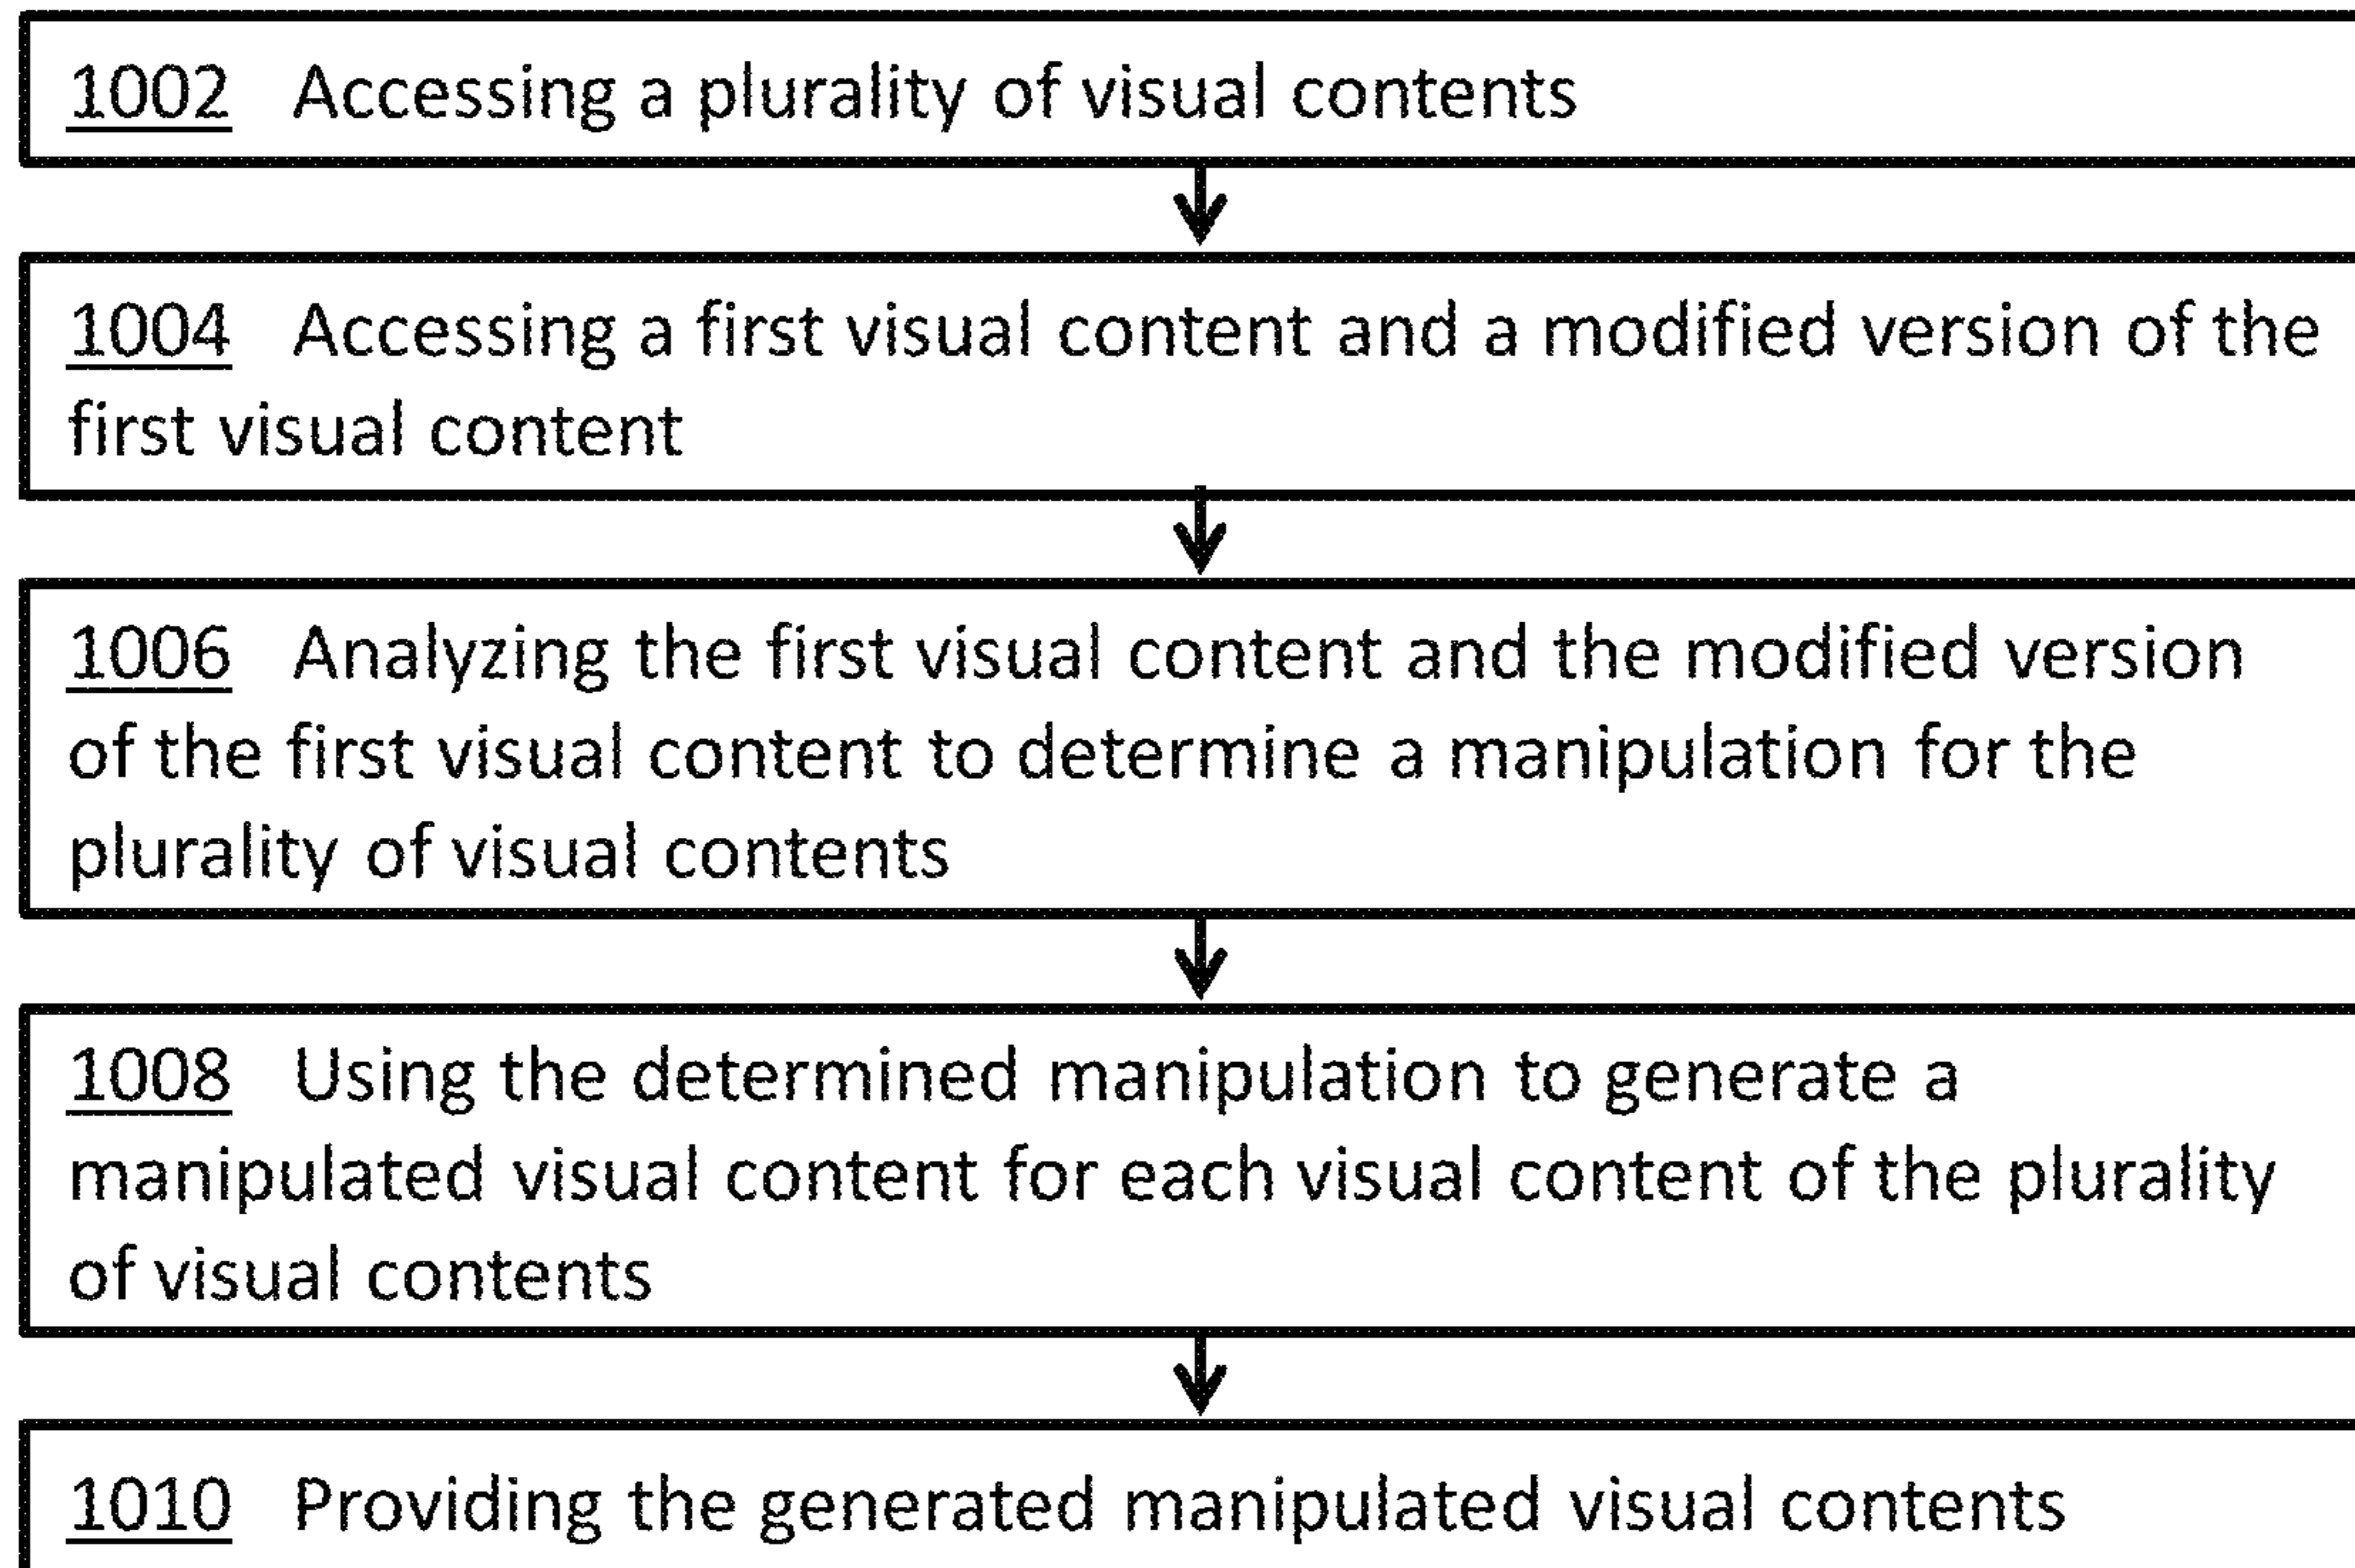 1002 Accessing a plurality of visual contents
1004 Accessing a first visual content and a modified version of the
first visual content
1006 Analyzing the first visual content and the modified version
of the first visual content to determine a manipulation for the
plurality of visual contents
1008 Using the determined manipulation to generate a
manipulated visual content for each visual content of the plurality
of visual contents
1010 Providing the generated manipulated visual contents